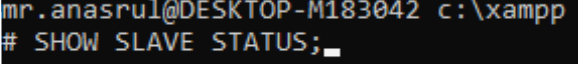 mr.anasrul@DESKTOP-M183042 c:\xampp
# SHOW SLAVE STATUS;